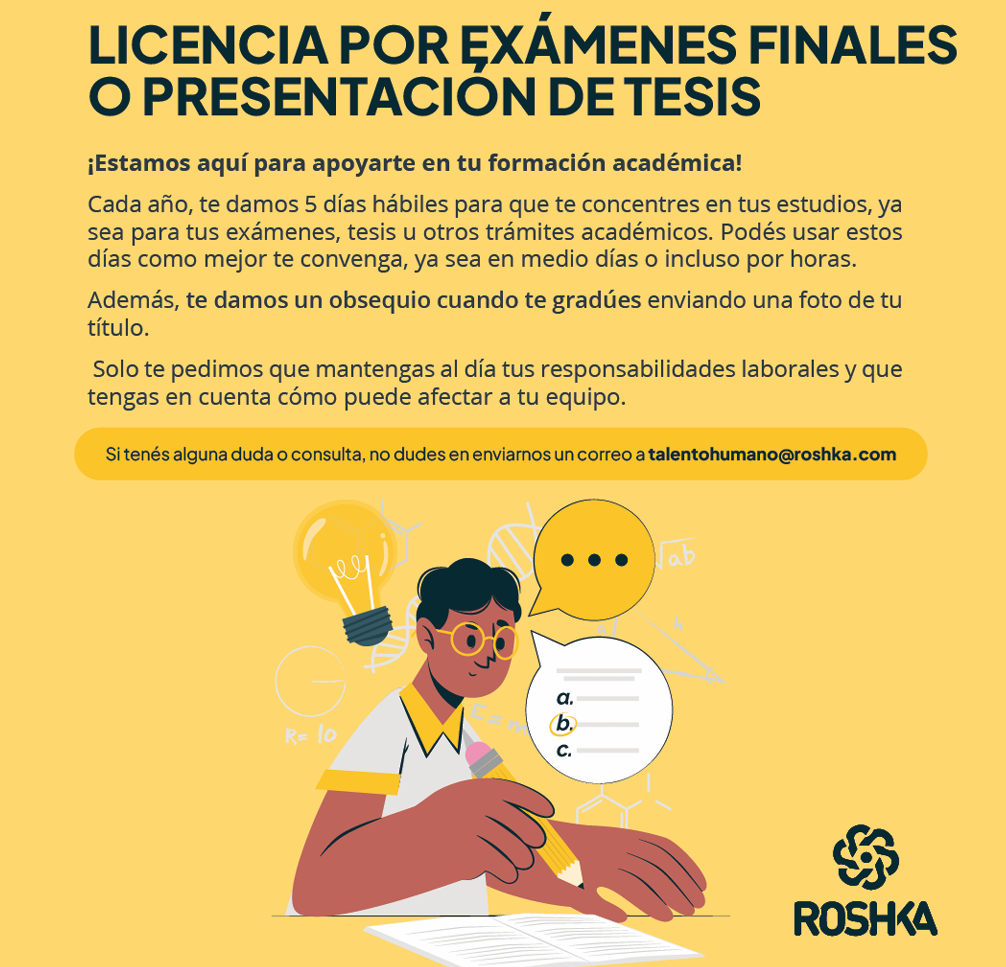 LICENCIA POR EXÁMENES FINALES
O PRESENTACIÓN DE TESIS
¡Estamos aquí para apoyarte en tu formación académica!
Cada año, te damos 5 días hábiles para que te concentres en tus estudios, ya
sea para tus exámenes, tesis u otros trámites académicos. Podés usar estos
días como mejor te convenga, ya sea en medio días o incluso por horas.
Además, te damos un obsequio cuando te gradúes enviando una foto de tu
título.
Solo te pedimos que mantengas al día tus responsabilidades laborales y que
tengas en cuenta cómo puede afectar a tu equipo.
Si tenés alguna duda o consulta, no dudes en enviarnos un correo a talentohumano@roshka.com
√ab
h
a.
b.
c.
E = m
R= 10
ROSHKA